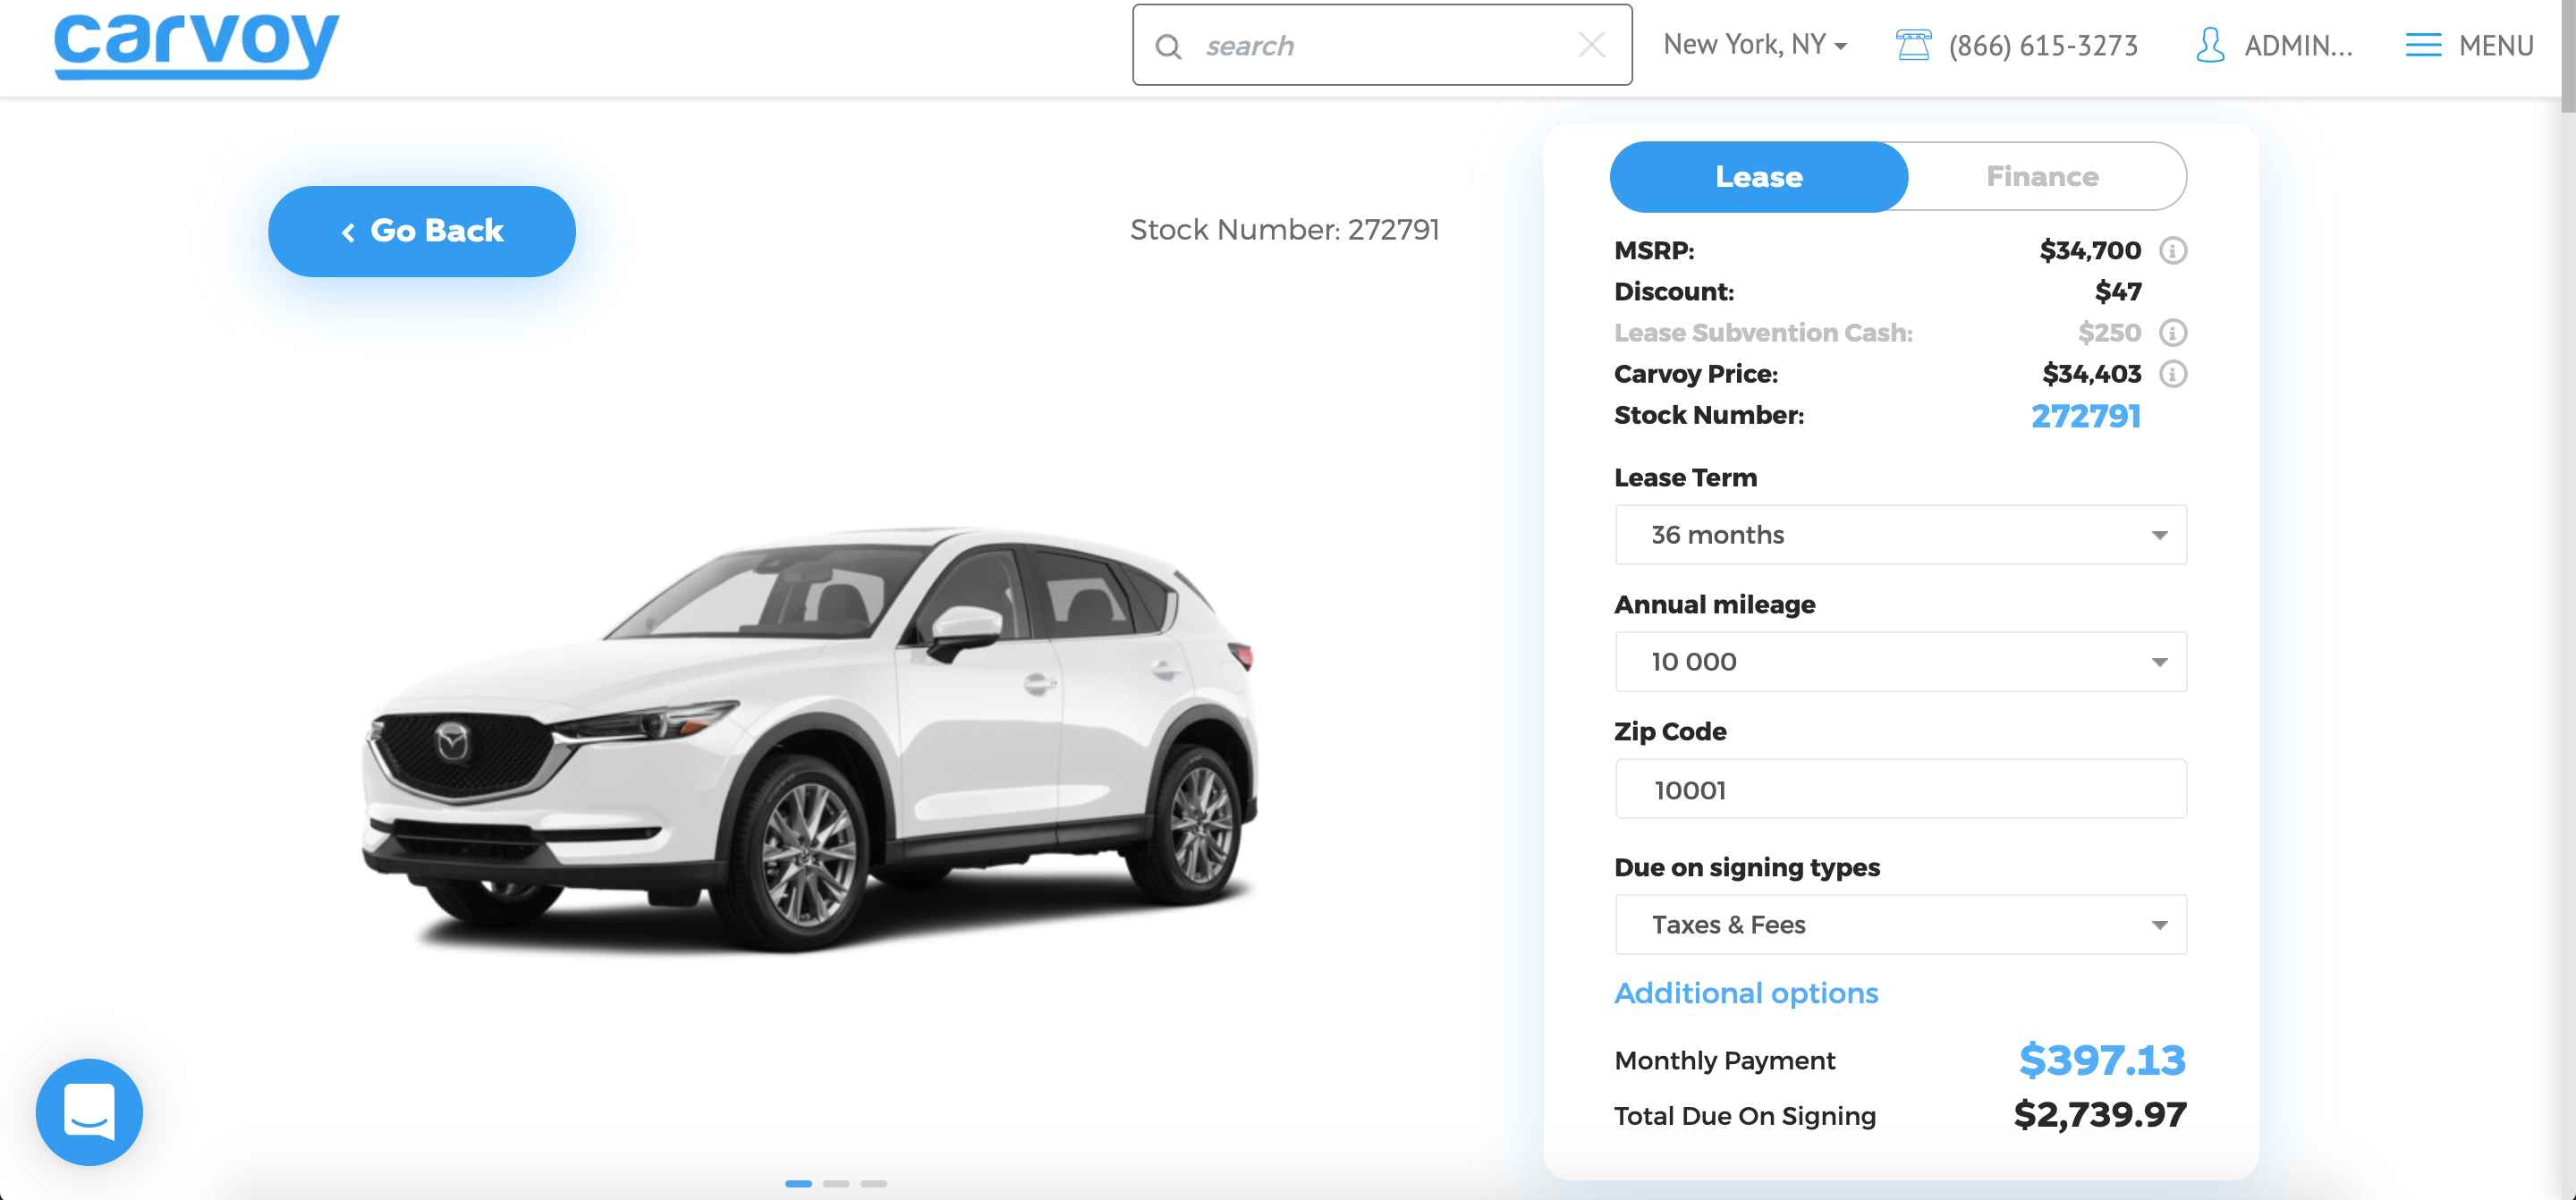 carvoy
search
New York, NY
(866) 615-3273
ADMIN...
MENU
Go Back
Stock Number: 272791
Lease
Finance
MSRP: $34,700
Discount: $47
Lease Subvention Cash: $250
Carvoy Price: $34,403
Stock Number: 272791
Lease Term
36 months
Annual mileage
10 000
Zip Code
10001
Due on signing types
Taxes & Fees
Additional options
Monthly Payment $397.13
Total Due On Signing $2,739.97